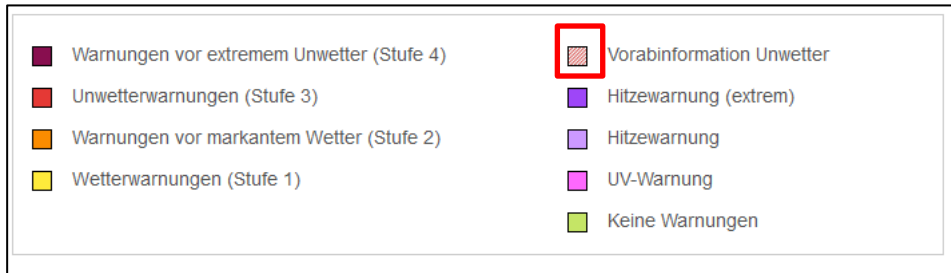 Warnungen vor extremem Unwetter (Stufe 4)
Unwetterwarnungen (Stufe 3)
Warnungen vor markantem Wetter (Stufe 2)
Wetterwarnungen (Stufe 1)
Vorabinformation Unwetter
Hitzewarnung (extrem)
Hitzewarnung
UV-Warnung
Keine Warnungen